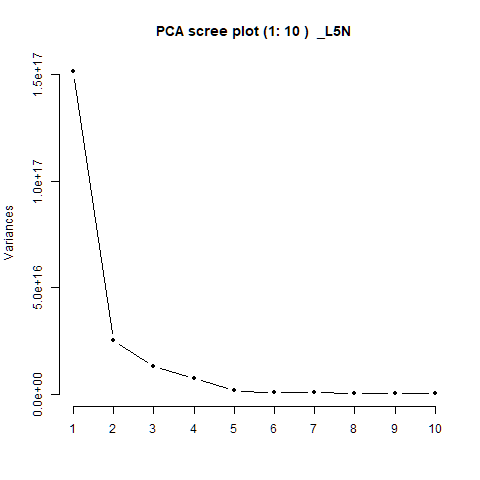 PCA scree plot (1: 10 )  _L5N
Variances
1.5e+17
1.0e+17
5.0e+16
0.0e+00
1 2 3 4 5 6 7 8 9 10